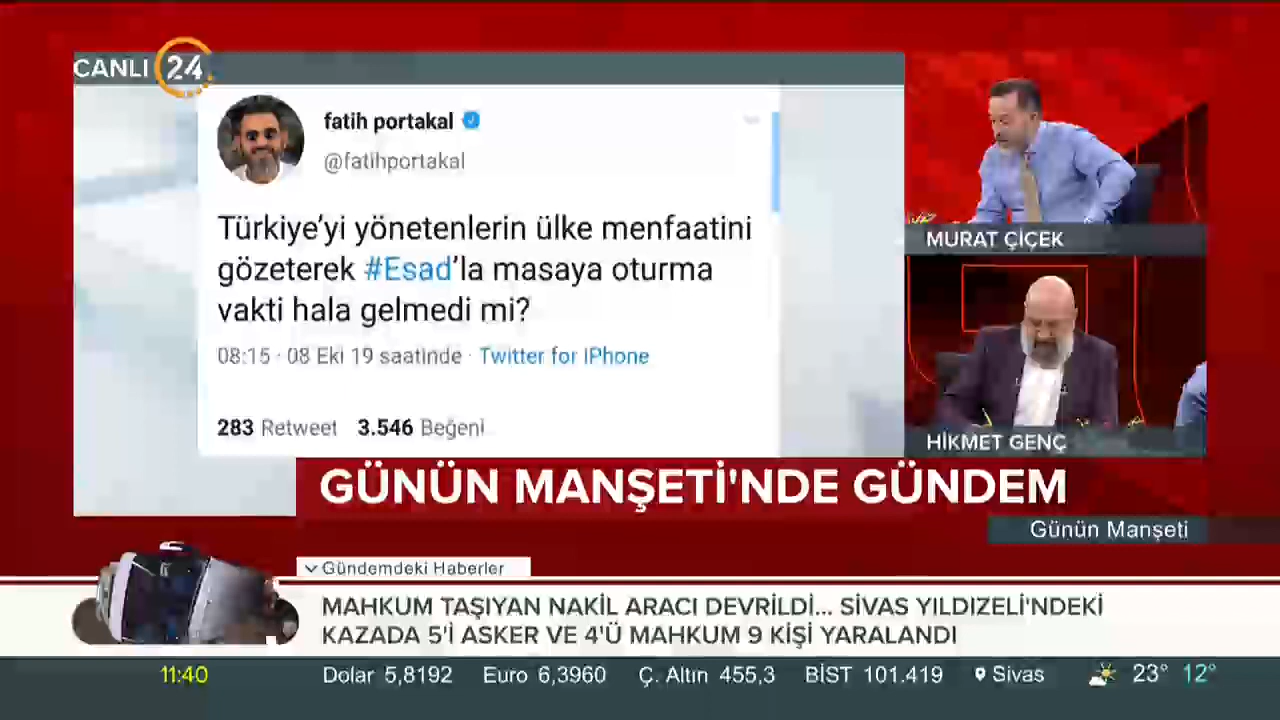 CANLI 24
fatih portakal
@fatihportakal
Türkiye'yi yönetenlerin ülke menfaatini
gözeterek #Esad'la masaya oturma
vakti hala gelmedi mi?
08:15 · 08 Eki 19 saatinde · Twitter for iPhone
283 Retweet 3.546 Beğeni
MURAT ÇİÇEK
HİKMET GENÇ
GÜNÜN MANŞETİ'NDE GÜNDEM
Günün Manşeti
Gündemdeki Haberler
MAHKUM TAŞIYAN NAKİL ARACI DEVRİLDİ... SİVAS YILDIZELİ'NDEKİ
KAZADA 5'İ ASKER VE 4'Ü MAHKUM 9 KİŞİ YARALANDI
11:40 Dolar 5,8192 Euro 6,3960 Ç. Altın 455,3 BİST 101.419 Sivas 23° 12°